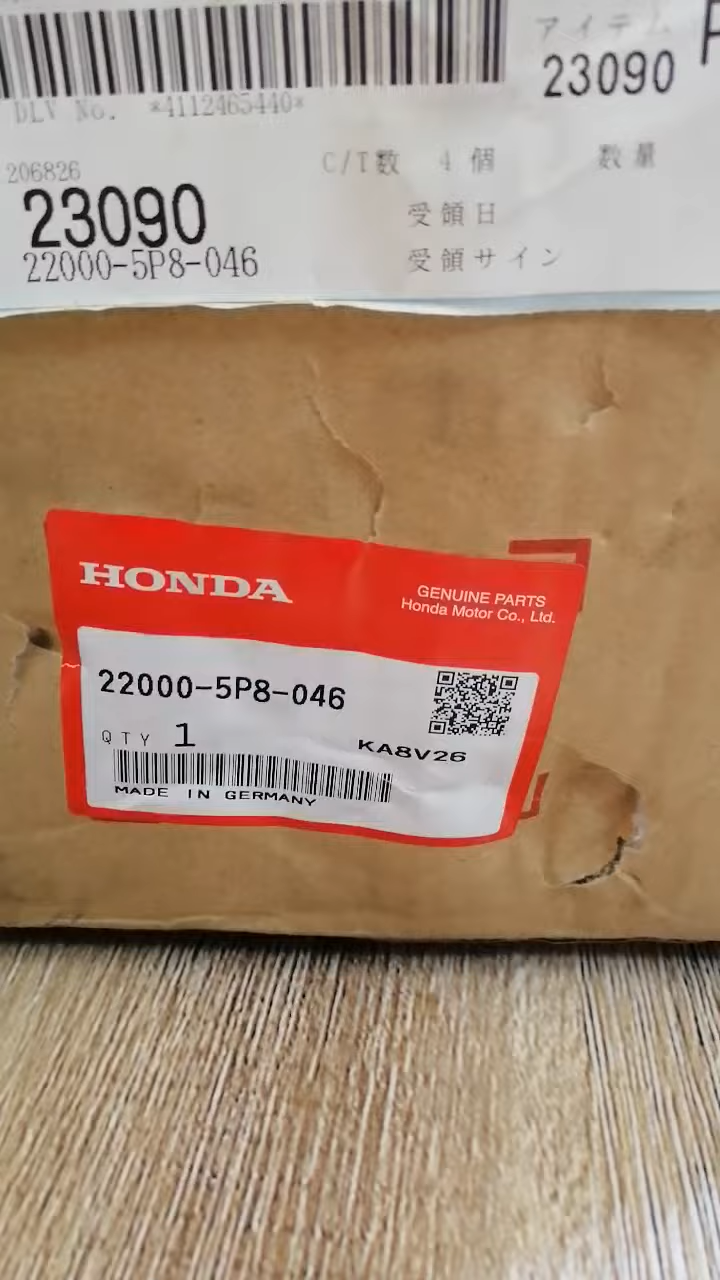 アイテム
23090
DLV No. *4112465440*
206826
C/T数 4 個 数量
23090
受領日
22000-5P8-046
受領サイン
HONDA
GENUINE PARTS
Honda Motor Co., Ltd.
22000-5P8-046
QTY 1
KA8V26
MADE IN GERMANY